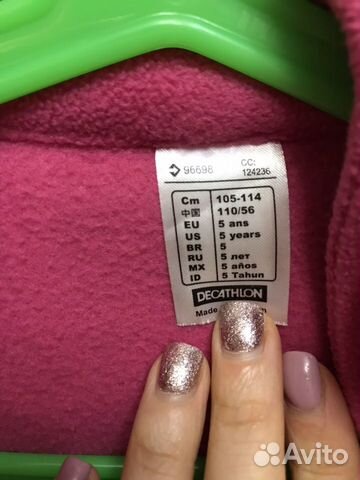 96698 CC:
124236
Cm 105-114
中国 110/56
EU 5 ans
US 5 years
BR 5
RU 5 лет
MX 5 años
ID 5 Tahun
DECATHLON
Made
Avito